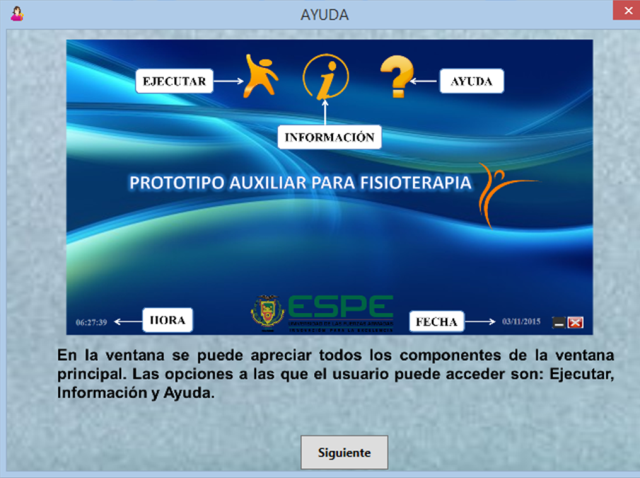 AYUDA
EJECUTAR
AYUDA
INFORMACIÓN
PROTOTIPO AUXILIAR PARA FISIOTERAPIA
ESPE
06:27:39
HORA
FECHA
03/11/2015
En la ventana se puede apreciar todos los componentes de la ventana
principal. Las opciones a las que el usuario puede acceder son: Ejecutar,
Información y Ayuda.
Siguiente